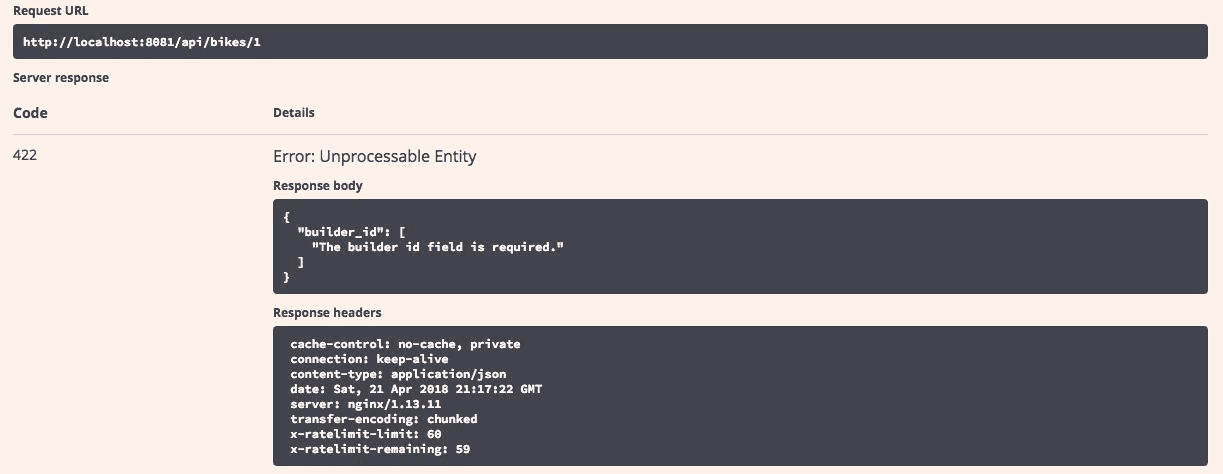 Request URL
http://localhost:8081/api/bikes/1
Server response
Code Details
422 Error: Unprocessable Entity
Response body
{
"builder_id": [
"The builder id field is required."
]
}
Response headers
cache-control: no-cache, private
connection: keep-alive
content-type: application/json
date: Sat, 21 Apr 2018 21:17:22 GMT
server: nginx/1.13.11
transfer-encoding: chunked
x-ratelimit-limit: 60
x-ratelimit-remaining: 59